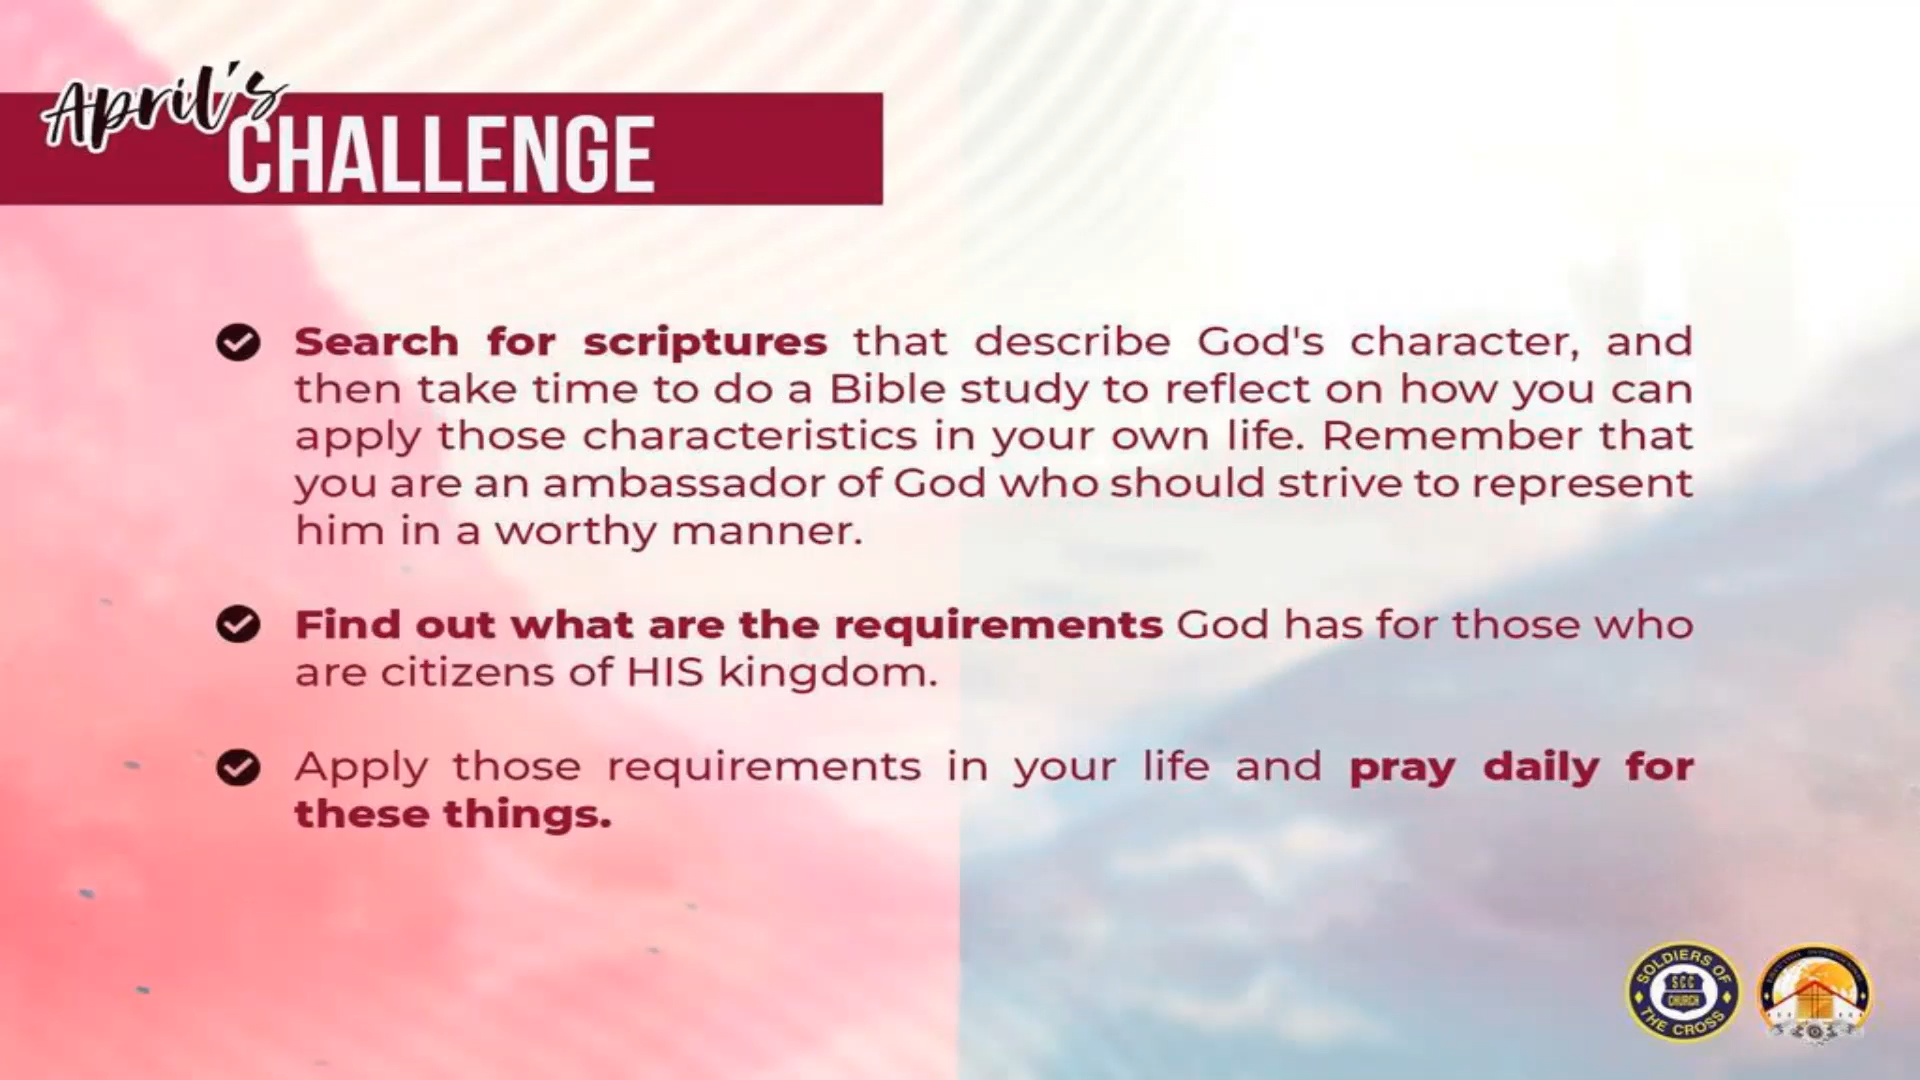 April's
CHALLENGE
Search for scriptures that describe God's character, and
then take time to do a Bible study to reflect on how you can
apply those characteristics in your own life. Remember that
you are an ambassador of God who should strive to represent
him in a worthy manner.
Find out what are the requirements God has for those who
are citizens of HIS kingdom.
Apply those requirements in your life and pray daily for
these things.
SOLDIERS OF
SCC
CHURCH
THE CROSS